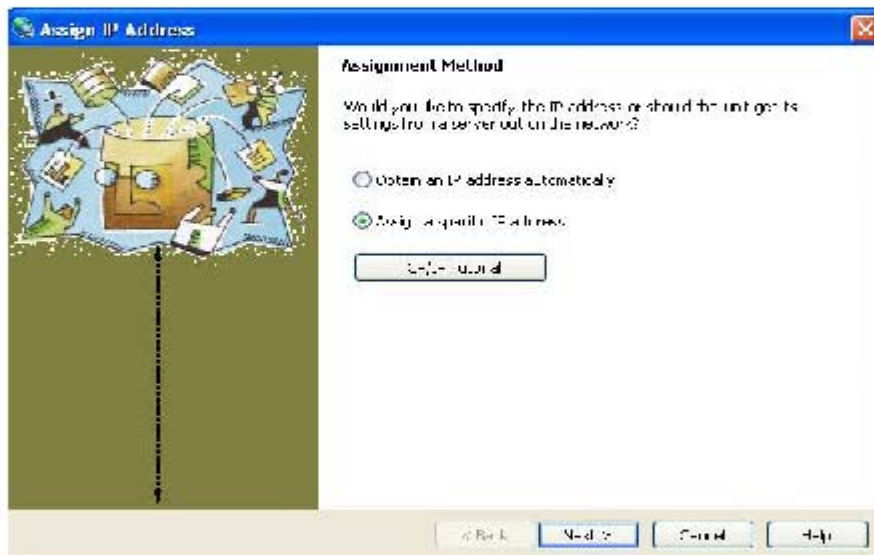 Assign IP Address
Assignment Method
Would you like to specify the IP address or should the unit get its
settings from a server out on the network?
Obtain an IP address automatically
Assign a specific IP address
Tutorial
< Back
Next >
Cancel
Help